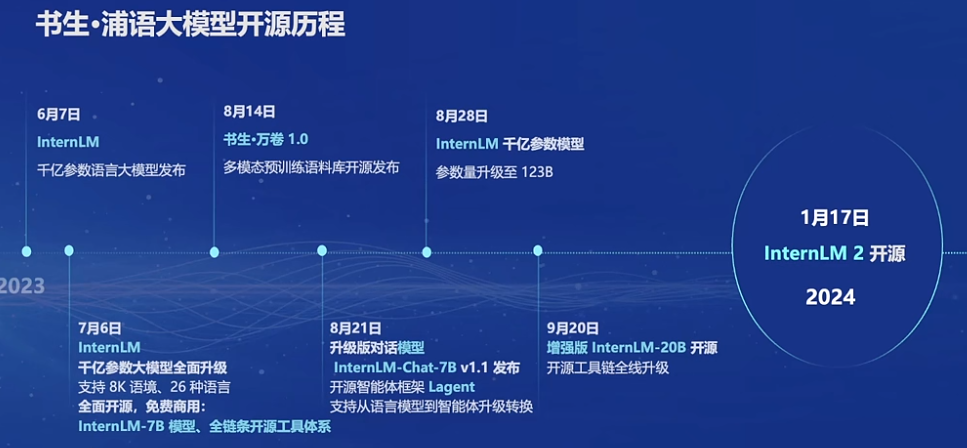 书生·浦语大模型开源历程
6月7日
InternLM
千亿参数语言大模型发布
8月14日
书生·万卷 1.0
多模态预训练语料库开源发布
8月28日
InternLM 千亿参数模型
参数量升级至 123B
1月17日
InternLM 2 开源
2024
2023
7月6日
InternLM
千亿参数大模型全面升级
支持 8K 语境、26 种语言
全面开源，免费商用：
InternLM-7B 模型、全链条开源工具体系
8月21日
升级版对话模型
InternLM-Chat-7B v1.1 发布
开源智能体框架 Lagent
支持从语言模型到智能体升级转换
9月20日
增强版 InternLM-20B 开源
开源工具链全线升级